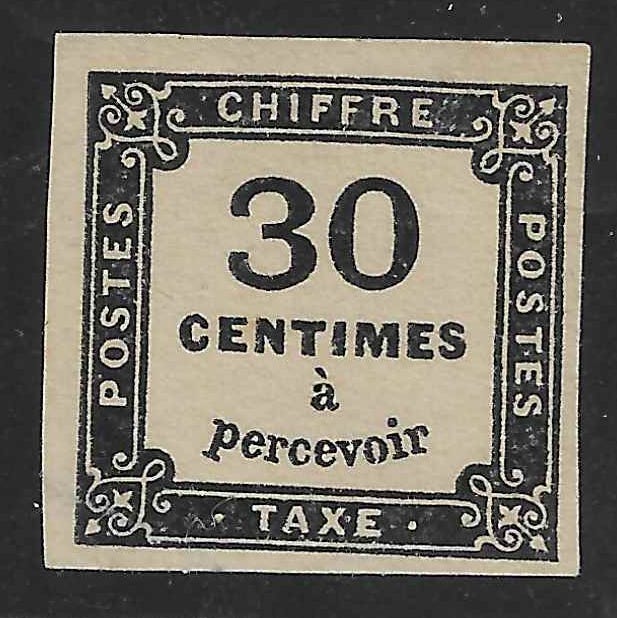 CHIFFRE
POSTES
30
CENTIMES
à
percevoir
POSTES
· TAXE ·